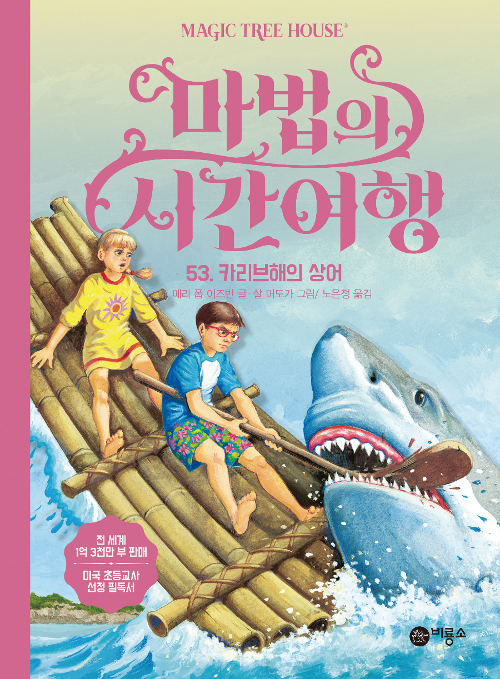 MAGIC TREE HOUSE®
마법의
시간여행
53. 카리브해의 상어
메리 폽 어즈번 글· 살 머도카 그림/ 노은정 옮김
전 세계
1억 3천만 부 판매
미국 초등교사
선정 필독서
비룡소